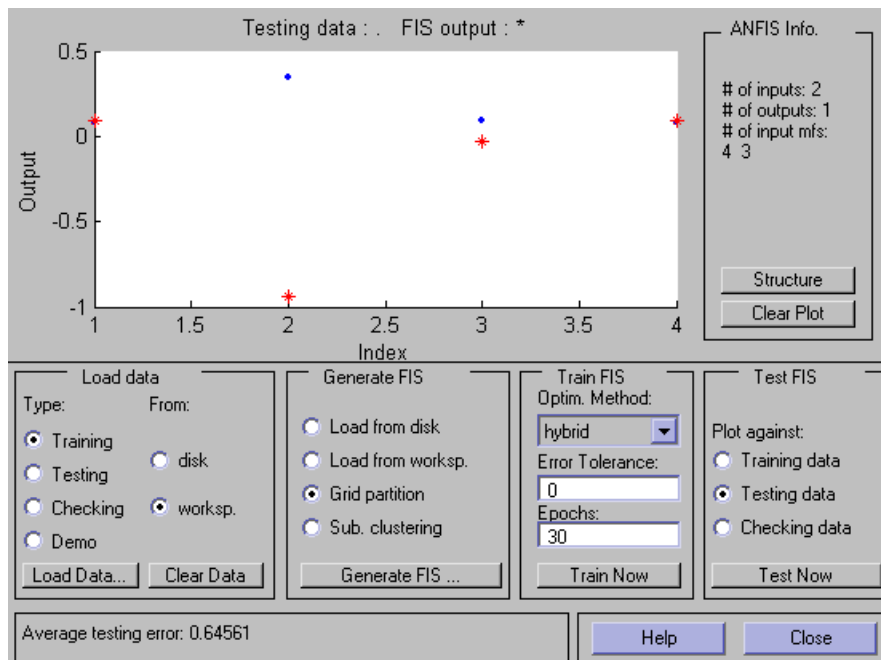 Testing data : .   FIS output : *
0.5
0
-0.5
-1
Output
1 1.5 2 2.5 3 3.5 4
Index
ANFIS Info.
# of inputs: 2
# of outputs: 1
# of input mfs:
4 3
Structure
Clear Plot
Load data
Type: From:
Training
Testing
Checking
Demo
disk
worksp.
Load Data... Clear Data
Generate FIS
Load from disk
Load from worksp.
Grid partition
Sub. clustering
Generate FIS ...
Train FIS
Optim. Method:
hybrid
Error Tolerance:
0
Epochs:
30
Train Now
Test FIS
Plot against:
Training data
Testing data
Checking data
Test Now
Average testing error: 0.64561
Help Close